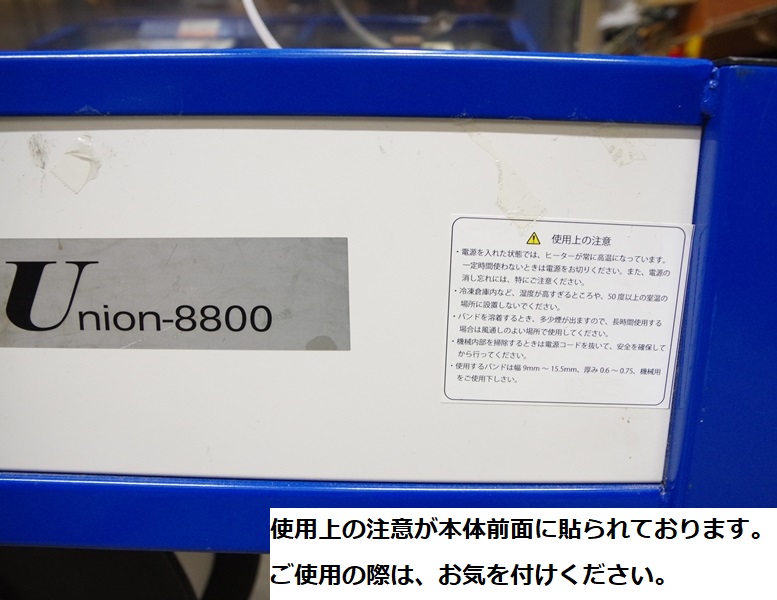 Union-8800
使用上の注意
・電源を入れた状態では、ヒーターが常に高温になっています。
一定時間使わないときは電源をお切りください。また、電源の
消し忘れには、特にご注意ください。
・冷凍倉庫内など、湿度が高すぎるところや、50度以上の室温の
場所に設置しないでください。
・バンドを溶着するとき、多少煙が出ますので、長時間使用する
場合は風通しのよい場所で使用してください。
・機械内部を掃除するときは電源コードを抜いて、安全を確保して
から行ってください。
・使用するバンドは幅9mm～15.5mm、厚み0.6～0.75、機械用
をご使用下しさい。
使用上の注意が本体前面に貼られております。
ご使用の際は、お気を付けください。